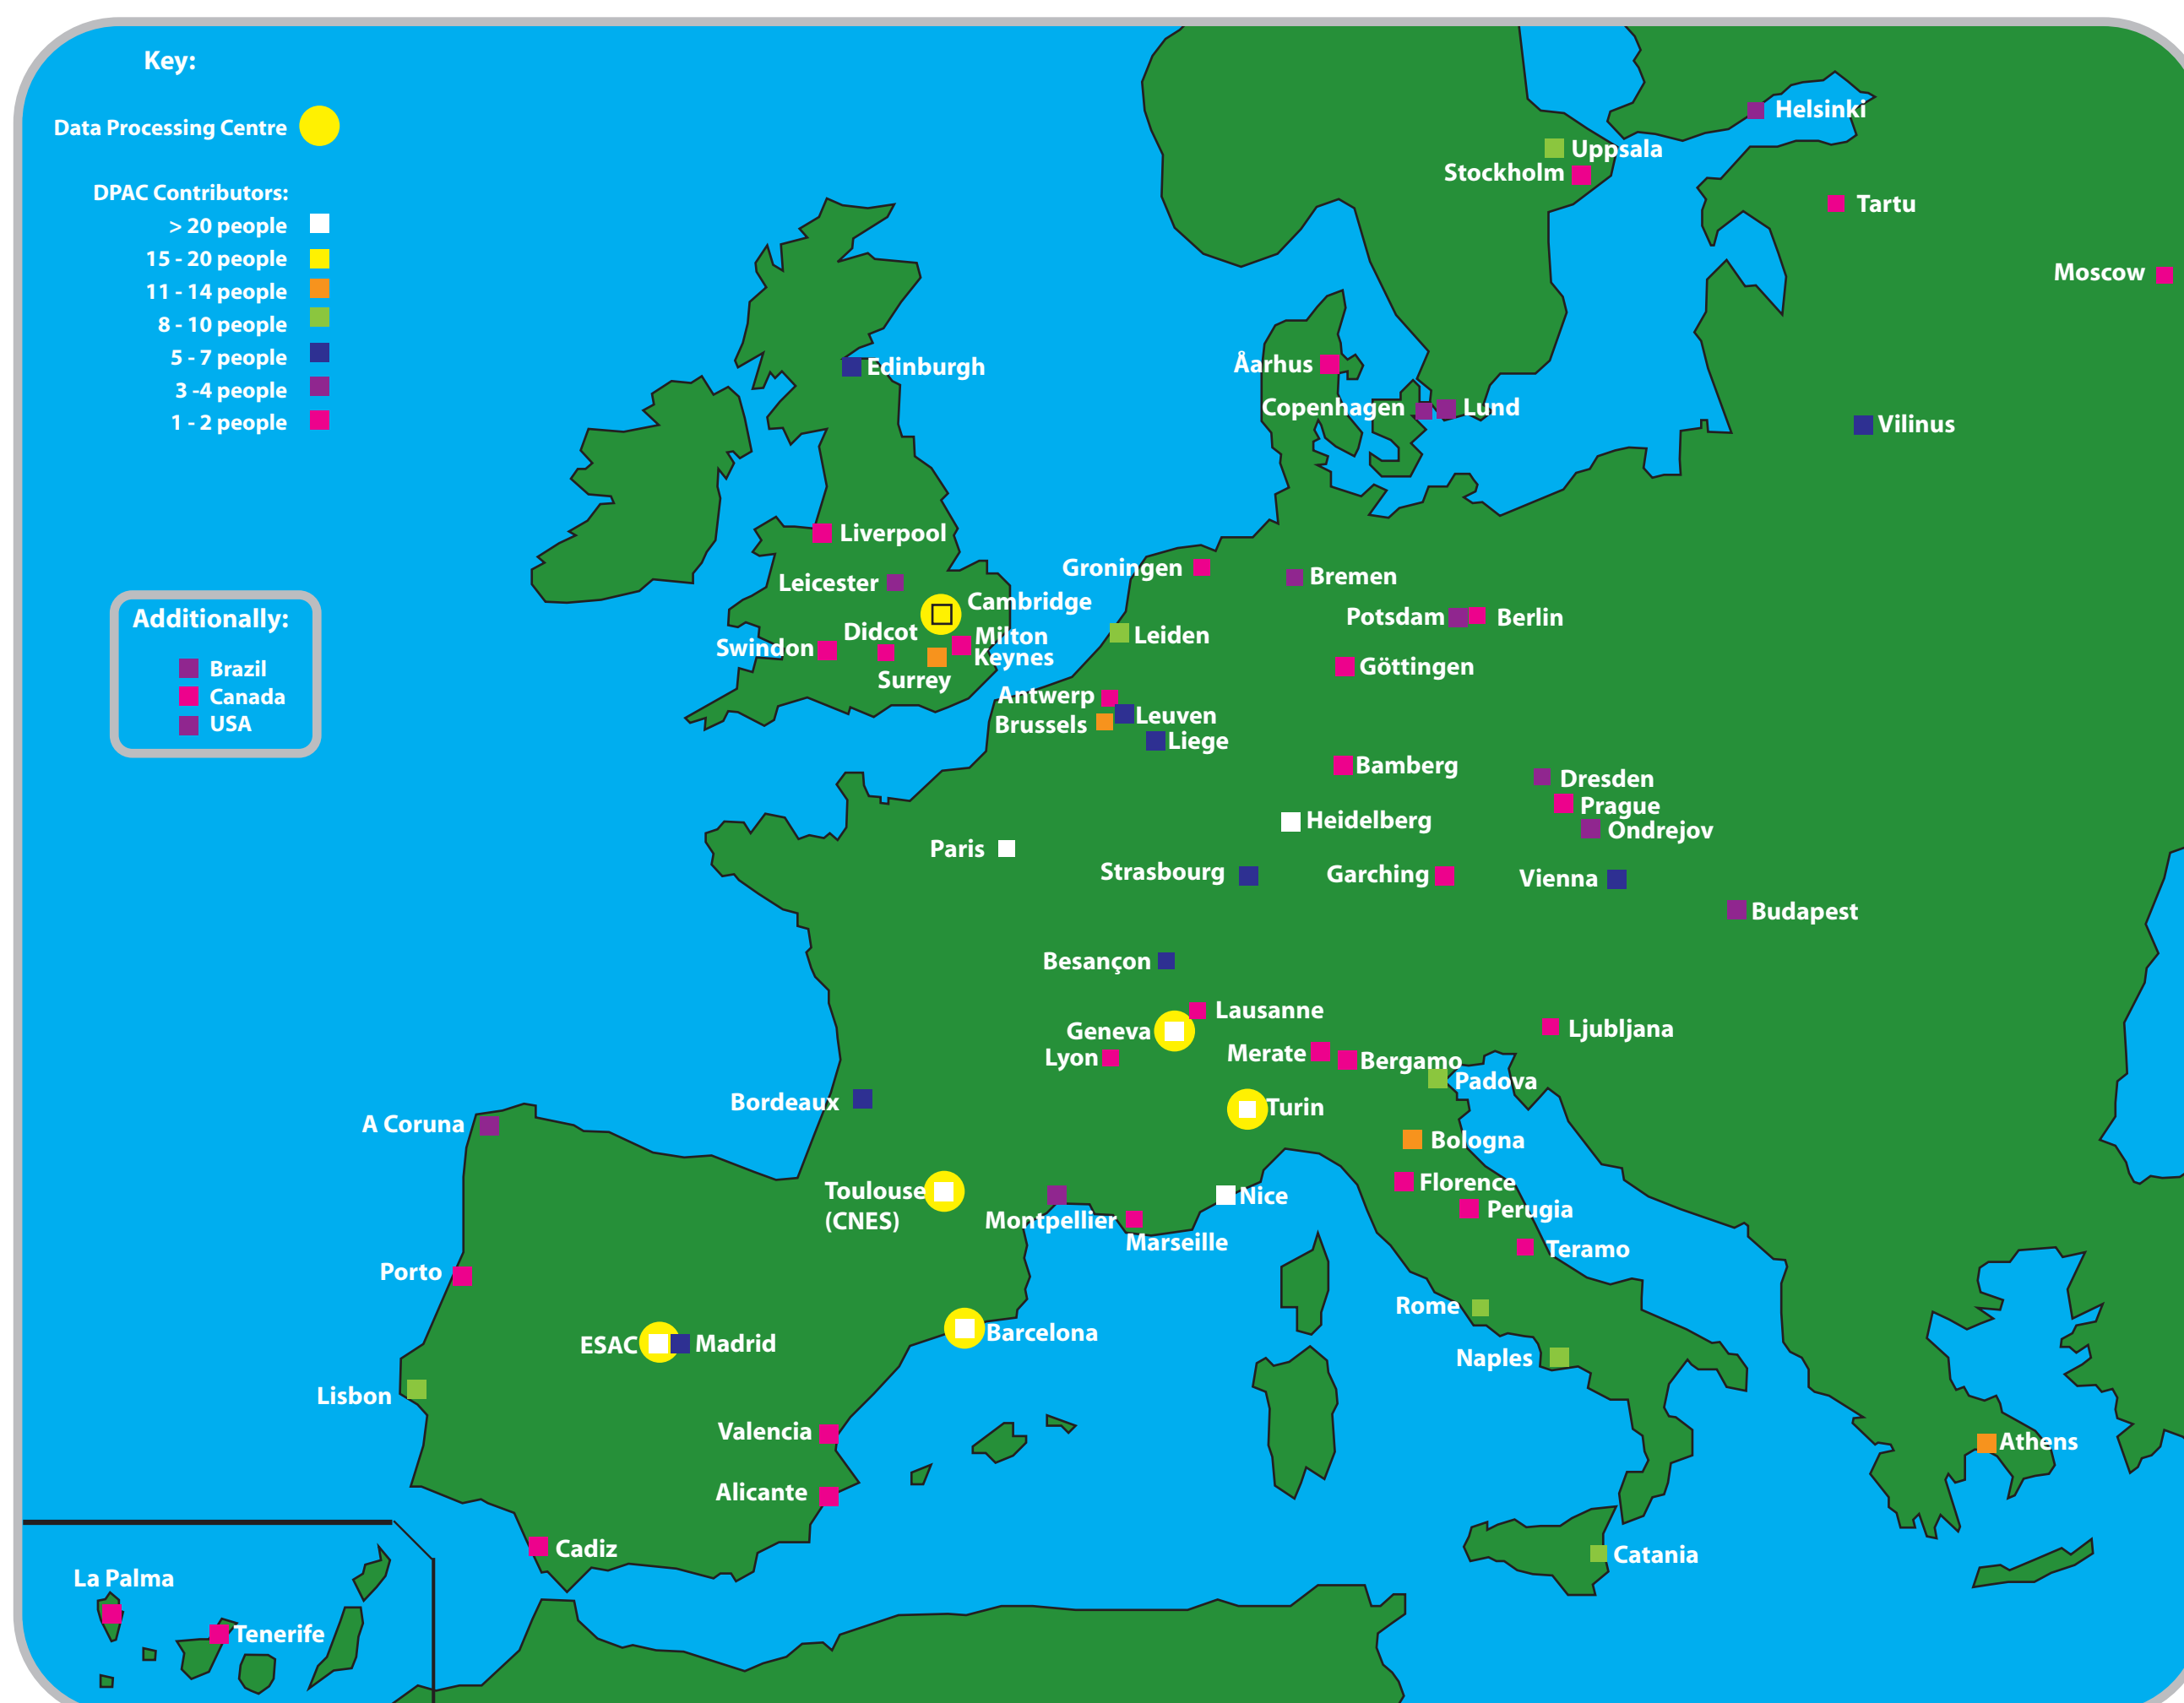 Key:
Data Processing Centre
DPAC Contributors:
> 20 people
15 - 20 people
11 - 14 people
8 - 10 people
5 - 7 people
3 -4 people
1 - 2 people
Additionally:
Brazil
Canada
USA
Helsinki
Uppsala
Stockholm
Tartu
Moscow
Edinburgh
Åarhus
Copenhagen
Lund
Vilinus
Liverpool
Groningen
Bremen
Leicester
Cambridge
Potsdam
Berlin
Didcot
Milton
Keynes
Leiden
Swindon
Surrey
Göttingen
Antwerp
Leuven
Brussels
Liege
Bamberg
Dresden
Prague
Ondrejov
Heidelberg
Paris
Strasbourg
Garching
Vienna
Budapest
Besançon
Lausanne
Geneva
Ljubljana
Lyon
Merate
Bergamo
Padova
Bordeaux
Turin
A Coruna
Bologna
Toulouse
(CNES)
Nice
Florence
Montpellier
Perugia
Marseille
Teramo
Porto
Rome
Barcelona
ESAC
Madrid
Naples
Lisbon
Valencia
Athens
Alicante
Cadiz
Catania
La Palma
Tenerife